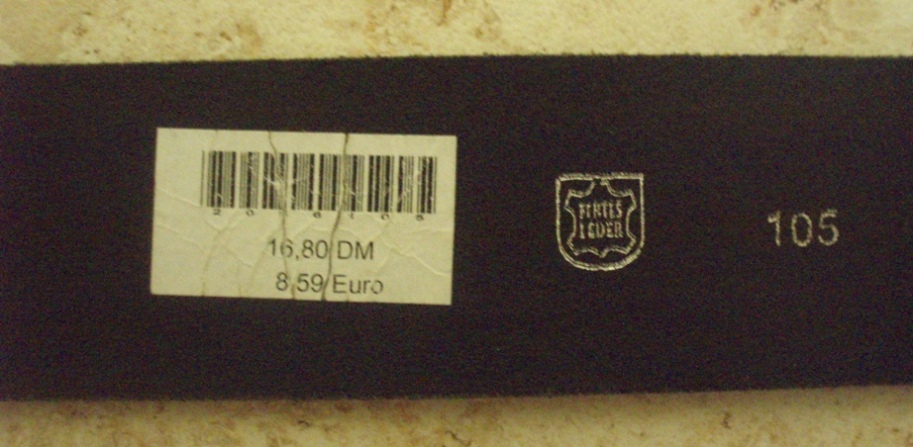 16,80 DM
8,59 Euro
ECHTES
LEDER
105